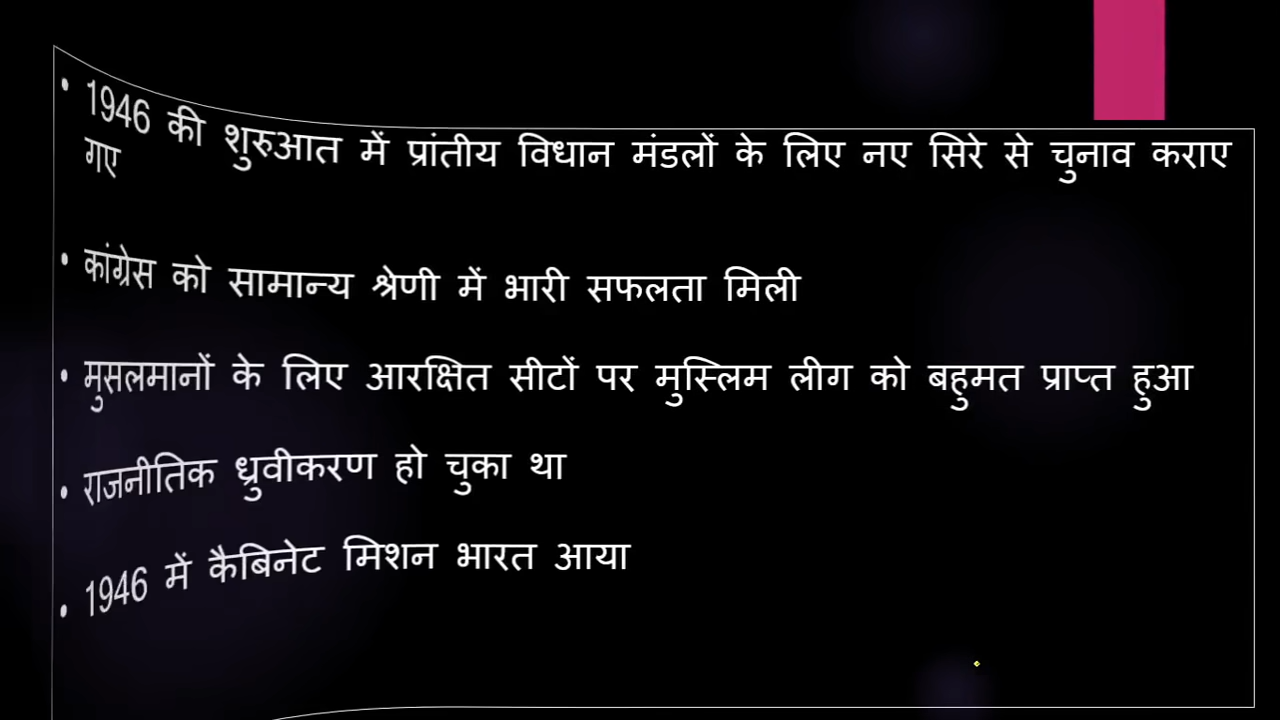 • 1946 की शुरुआत में प्रांतीय विधान मंडलों के लिए नए सिरे से चुनाव कराए
गए
• कांग्रेस को सामान्य श्रेणी में भारी सफलता मिली
• मुसलमानों के लिए आरक्षित सीटों पर मुस्लिम लीग को बहुमत प्राप्त हुआ
• राजनीतिक ध्रुवीकरण हो चुका था
• 1946 में कैबिनेट मिशन भारत आया